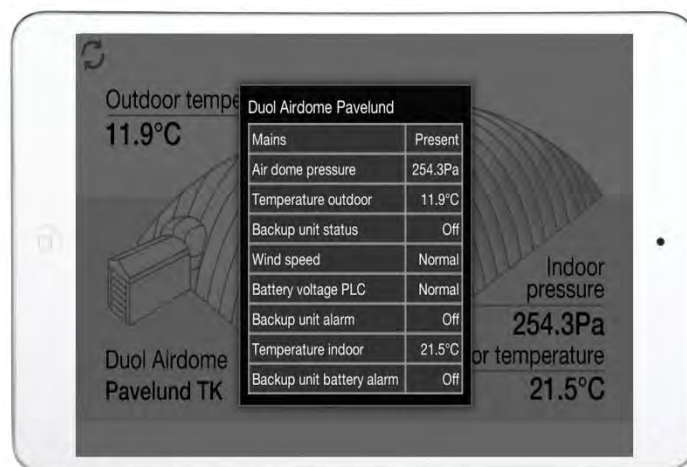 Outdoor tempe
11.9°C
Duol Airdome Pavelund
Mains Present
Air dome pressure 254.3Pa
Temperature outdoor 11.9°C
Backup unit status Off
Wind speed Normal
Battery voltage PLC Normal
Backup unit alarm Off
Temperature indoor 21.5°C
Backup unit battery alarm Off
Indoor
pressure
254.3Pa
or temperature
21.5°C
Duol Airdome
Pavelund TK